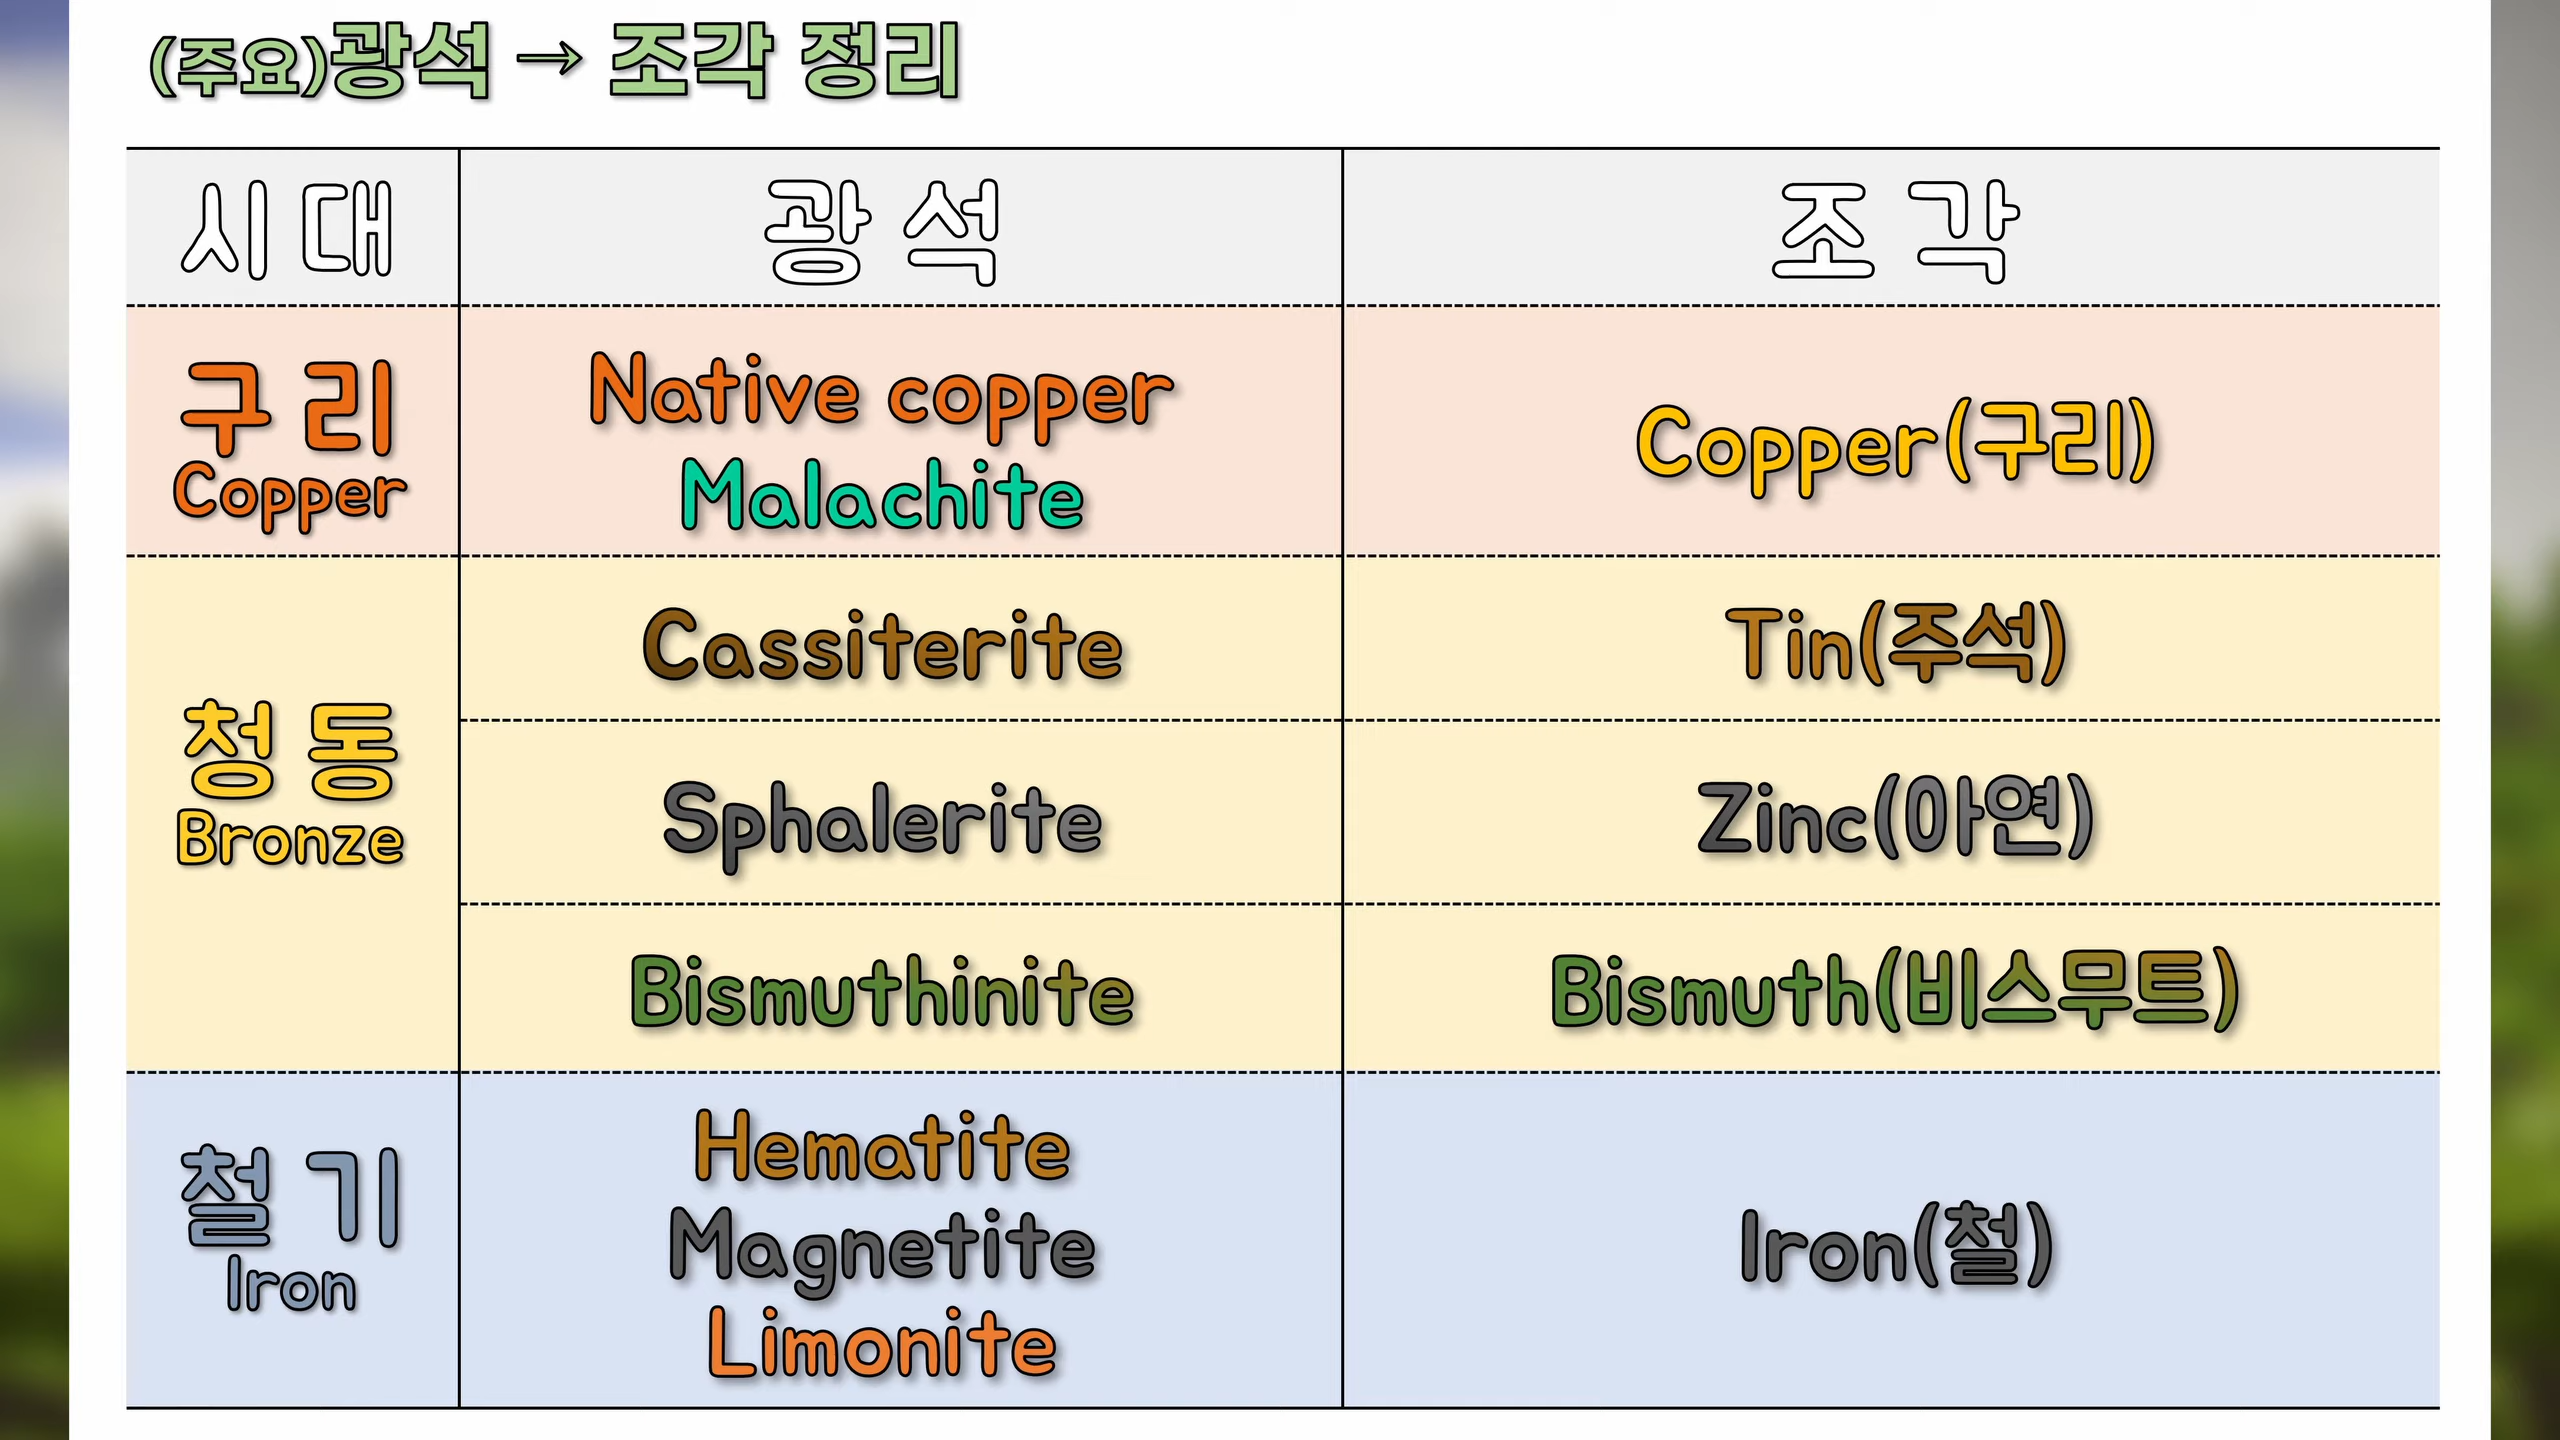 (주요)광석 → 조각 정리
시대
광석
조각
구리
Copper
Native copper
Malachite
Copper(구리)
청동
Bronze
Cassiterite
Tin(주석)
Sphalerite
Zinc(아연)
Bismuthinite
Bismuth(비스무트)
철기
Iron
Hematite
Magnetite
Limonite
Iron(철)